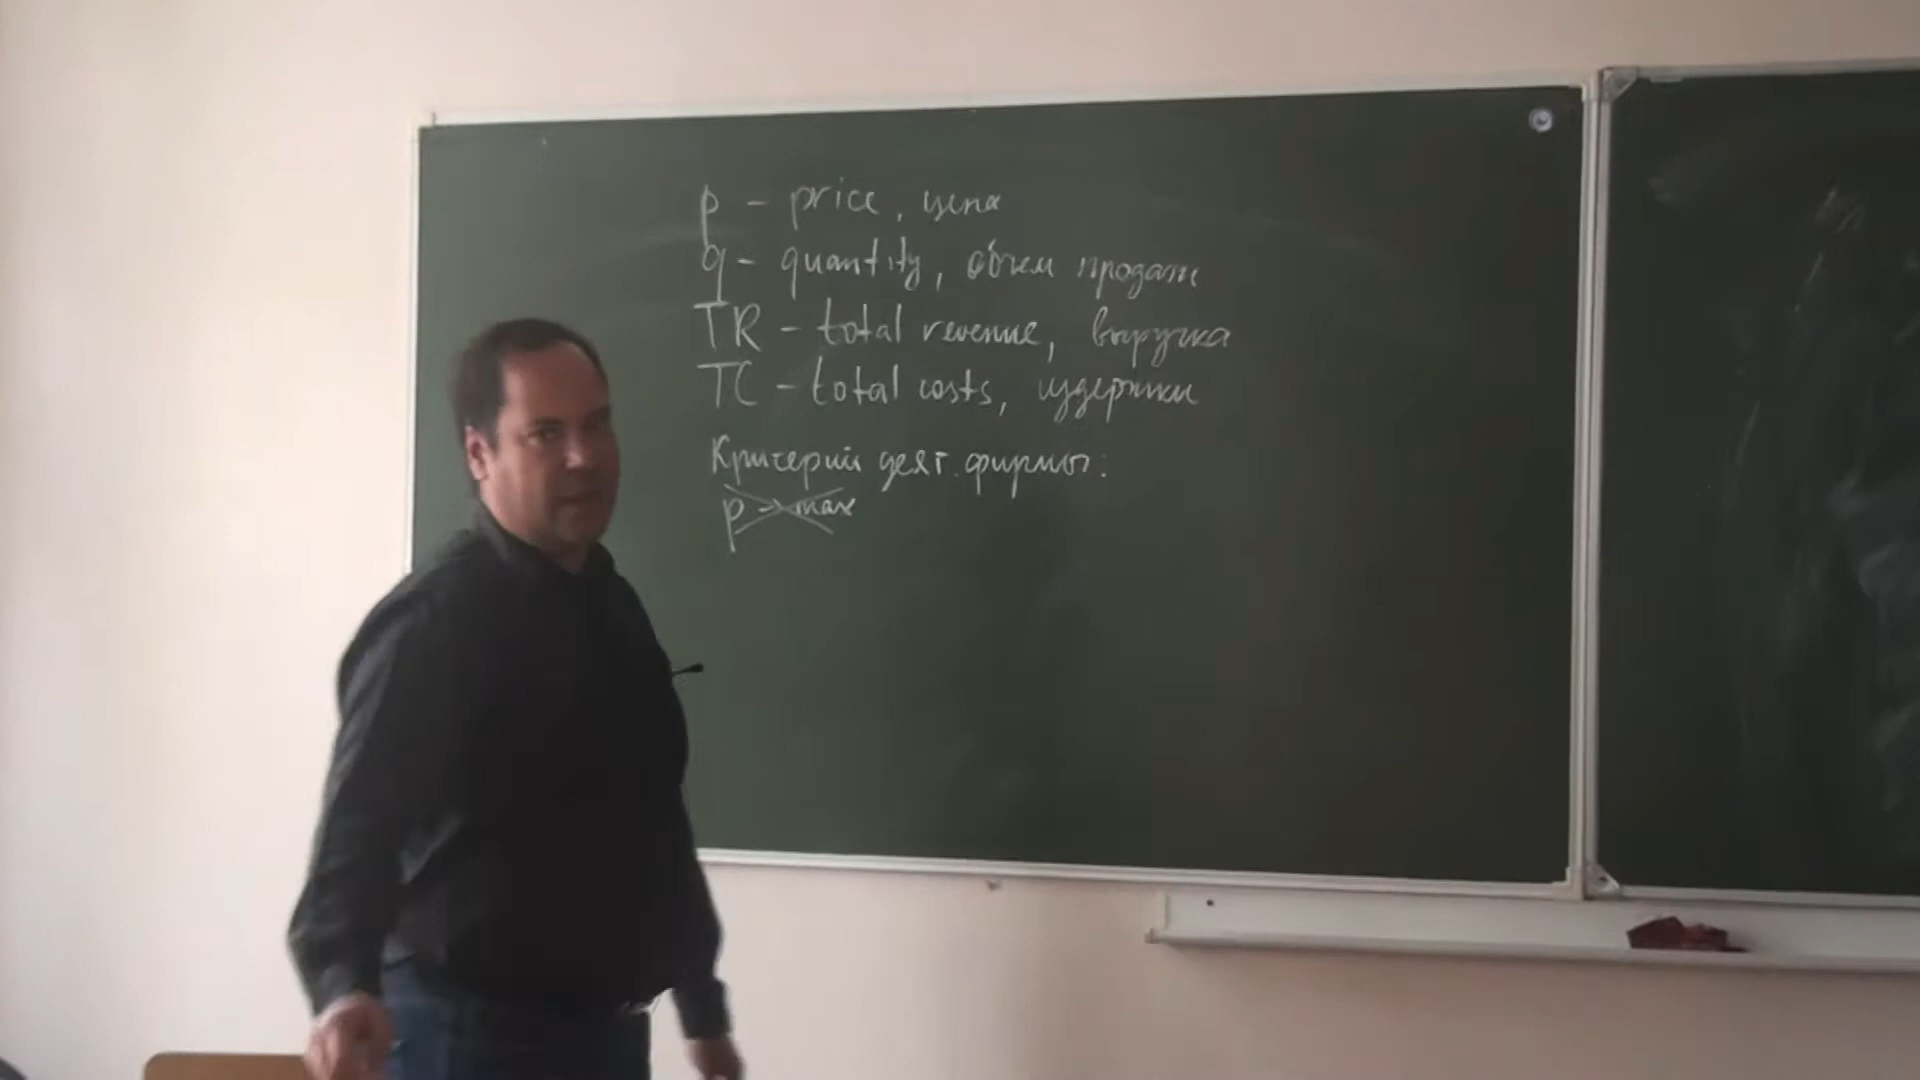 p - price, цена
q - quantity, объем продаж
TR - total revenue, выручка
TC - total costs, издержки
Критерий деят. фирмы:
p → max